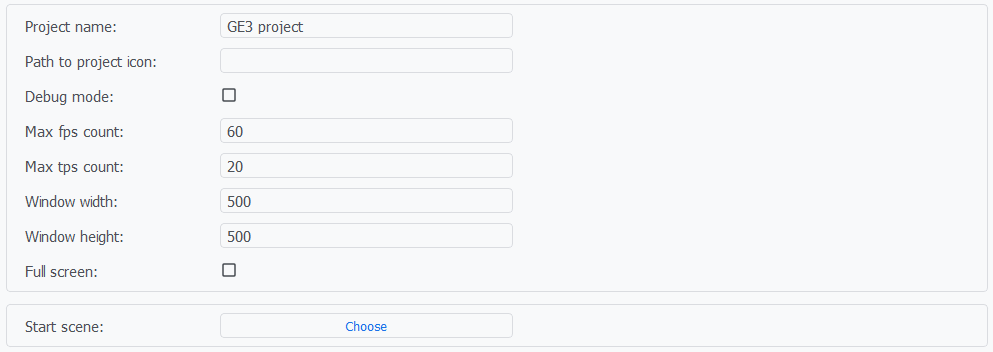 Project name: GE3 project
Path to project icon:
Debug mode:
Max fps count: 60
Max tps count: 20
Window width: 500
Window height: 500
Full screen:
Start scene: Choose